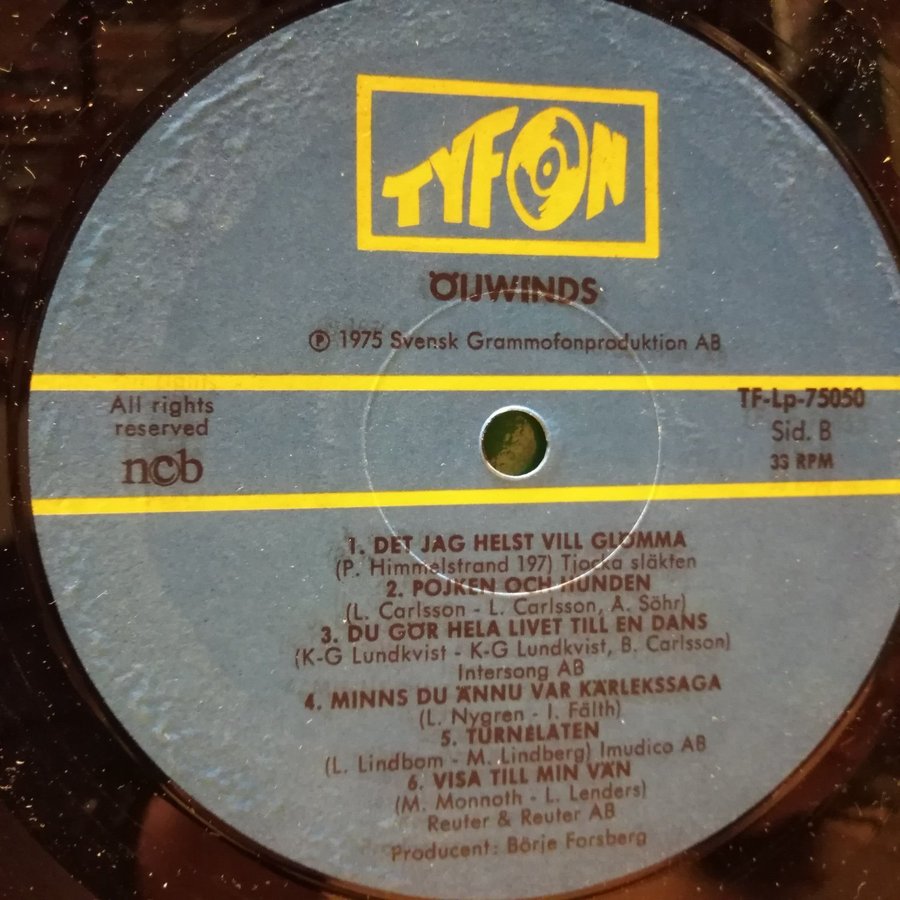 TYFON
ÖIJWINDS
Ⓟ 1975 Svensk Grammofonproduktion AB
All rights
reserved
ncb
TF-Lp-75050
Sid. B
33 RPM
1. DET JAG HELST VILL GLÖMMA
(P. Himmelstrand 197) Tjocka släkten
2. POJKEN OCH HUNDEN
(L. Carlsson - L. Carlsson, A. Söhr)
3. DU GÖR HELA LIVET TILL EN DANS
(K-G Lundkvist - K-G Lundkvist, B. Carlsson)
Intersong AB
4. MINNS DU ÄNNU VAR KÄRLEKSSAGA
(L. Nygren - I. Fälth)
5. TURNELATEN
(L. Lindbom - M. Lindberg) Imudico AB
6. VISA TILL MIN VÄN
(M. Monnoth - L. Lenders)
Reuter & Reuter AB
Producent: Börje Forsberg